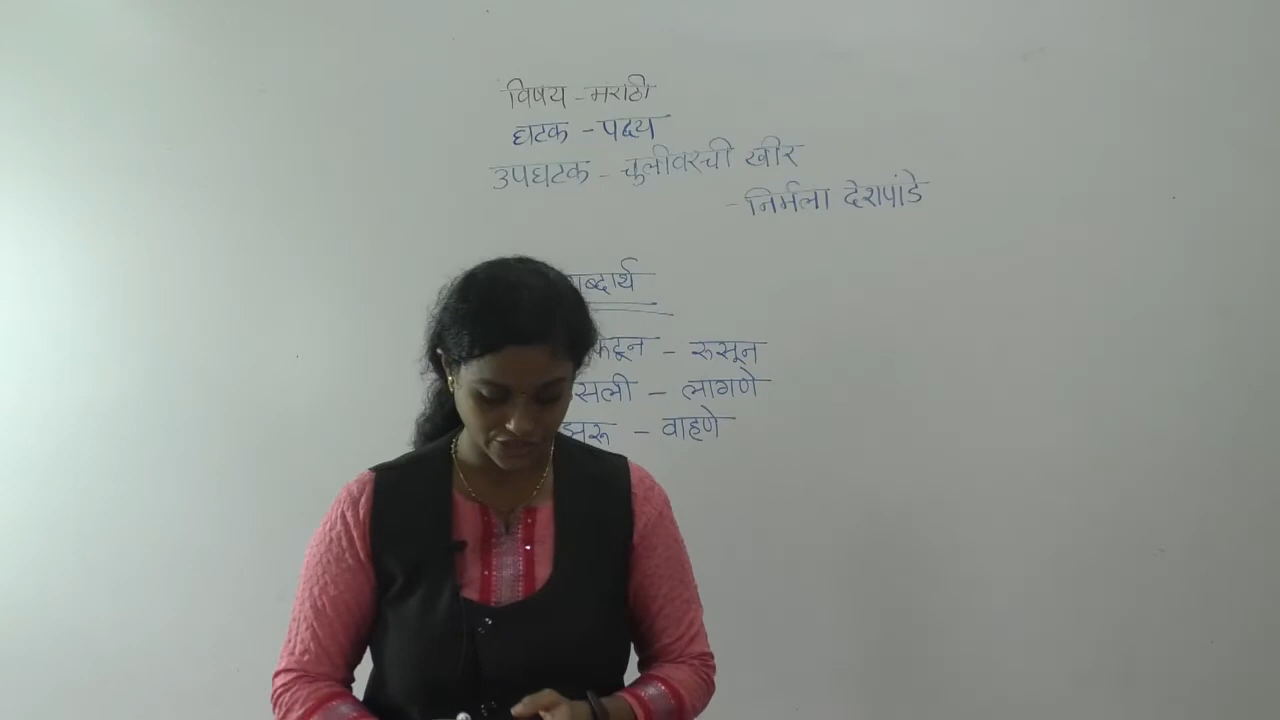 विषय - मराठी
घटक - पद्य
उपघटक - चुलीवरची खीर
- निर्मला देशपांडे
- रुसून
- लागणे
- वाहणे